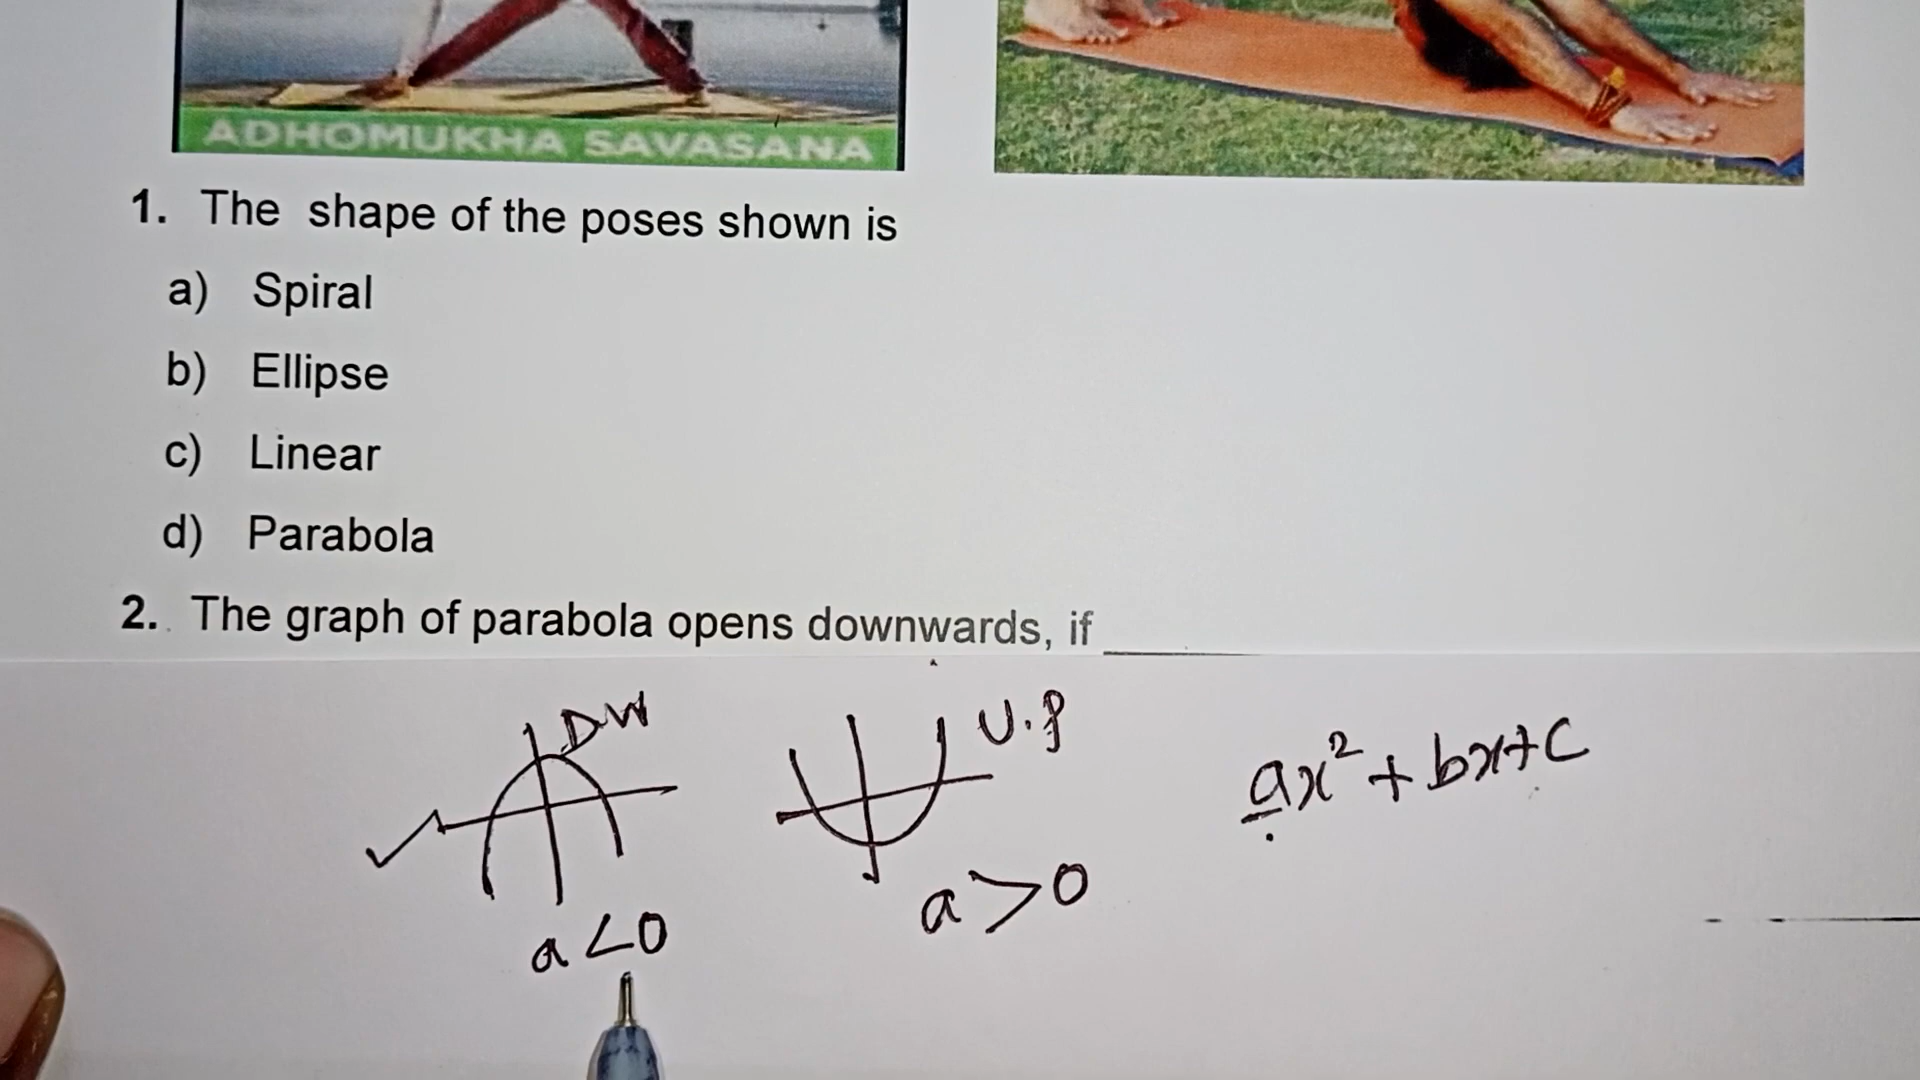 ADHOMUKHA SAVASANA
1. The shape of the poses shown is
a) Spiral
b) Ellipse
c) Linear
d) Parabola
2. The graph of parabola opens downwards, if ______
DW
U.P
ax² + bx + c
a < 0
a > 0